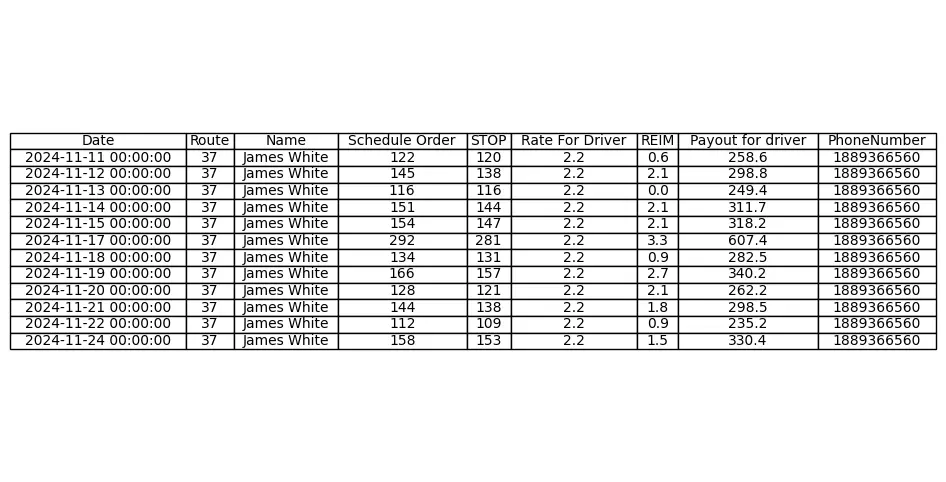 Date Route Name Schedule Order STOP Rate For Driver REIM Payout for driver PhoneNumber
2024-11-11 00:00:00 37 James White 122 120 2.2 0.6 258.6 1889366560
2024-11-12 00:00:00 37 James White 145 138 2.2 2.1 298.8 1889366560
2024-11-13 00:00:00 37 James White 116 116 2.2 0.0 249.4 1889366560
2024-11-14 00:00:00 37 James White 151 144 2.2 2.1 311.7 1889366560
2024-11-15 00:00:00 37 James White 154 147 2.2 2.1 318.2 1889366560
2024-11-17 00:00:00 37 James White 292 281 2.2 3.3 607.4 1889366560
2024-11-18 00:00:00 37 James White 134 131 2.2 0.9 282.5 1889366560
2024-11-19 00:00:00 37 James White 166 157 2.2 2.7 340.2 1889366560
2024-11-20 00:00:00 37 James White 128 121 2.2 2.1 262.2 1889366560
2024-11-21 00:00:00 37 James White 144 138 2.2 1.8 298.5 1889366560
2024-11-22 00:00:00 37 James White 112 109 2.2 0.9 235.2 1889366560
2024-11-24 00:00:00 37 James White 158 153 2.2 1.5 330.4 1889366560